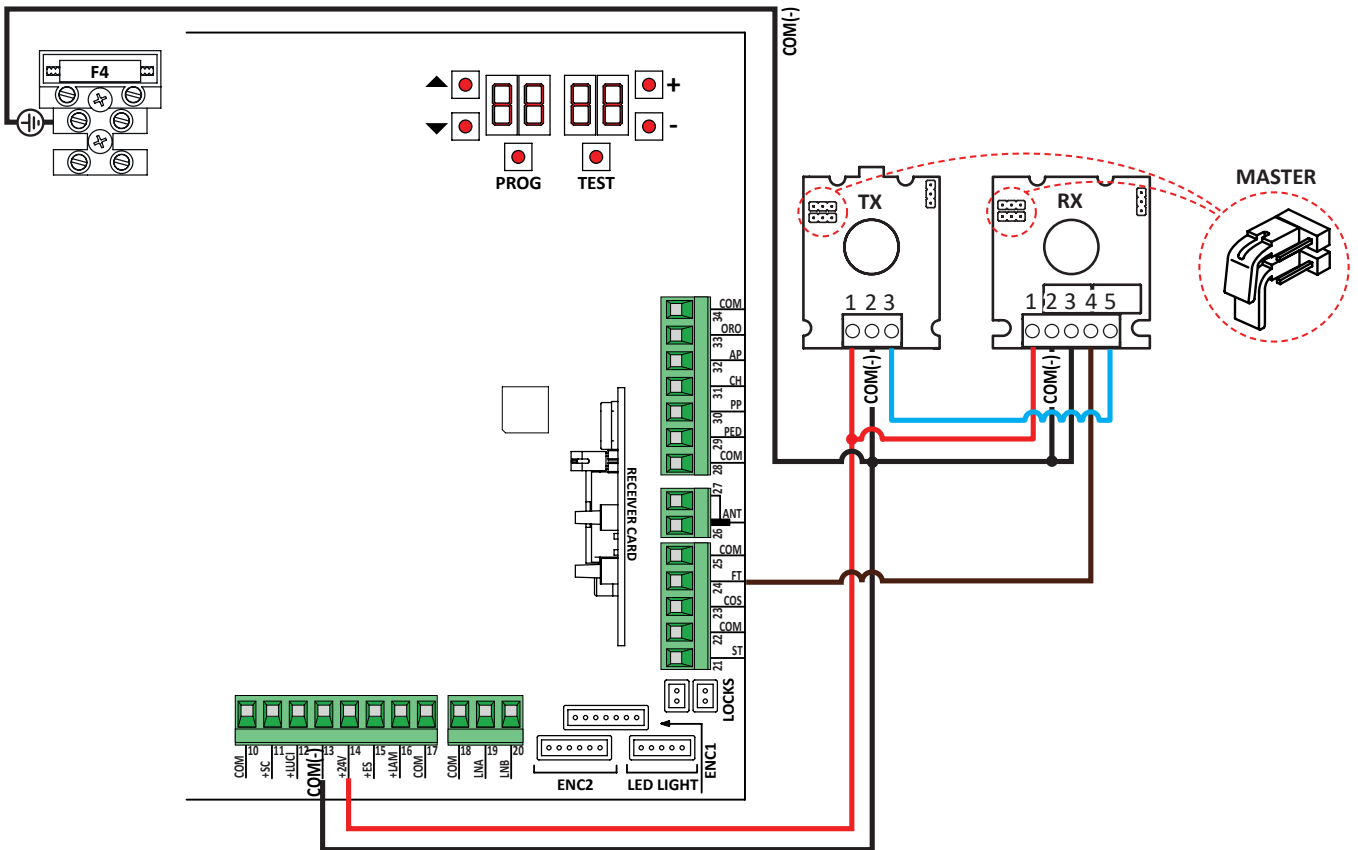 COM(-)
F4
+
-
PROG TEST
TX
RX
MASTER
1 2 3
1 2 3 4 5
COM(-)
COM(-)
COM
34
ORO
33
AP
32
CH
31
PP
30
PED
29
COM
28
27
ANT
26
COM
25
FT
24
COS
23
COM
22
ST
21
RECEIVER CARD
LOCKS
10 11 12 13 14 15 16 17
COM +SC +LUCI COM(-) +24V +ES +LAM COM
18 19 20
COM LNA LNB
ENC2
LED LIGHT
ENC1